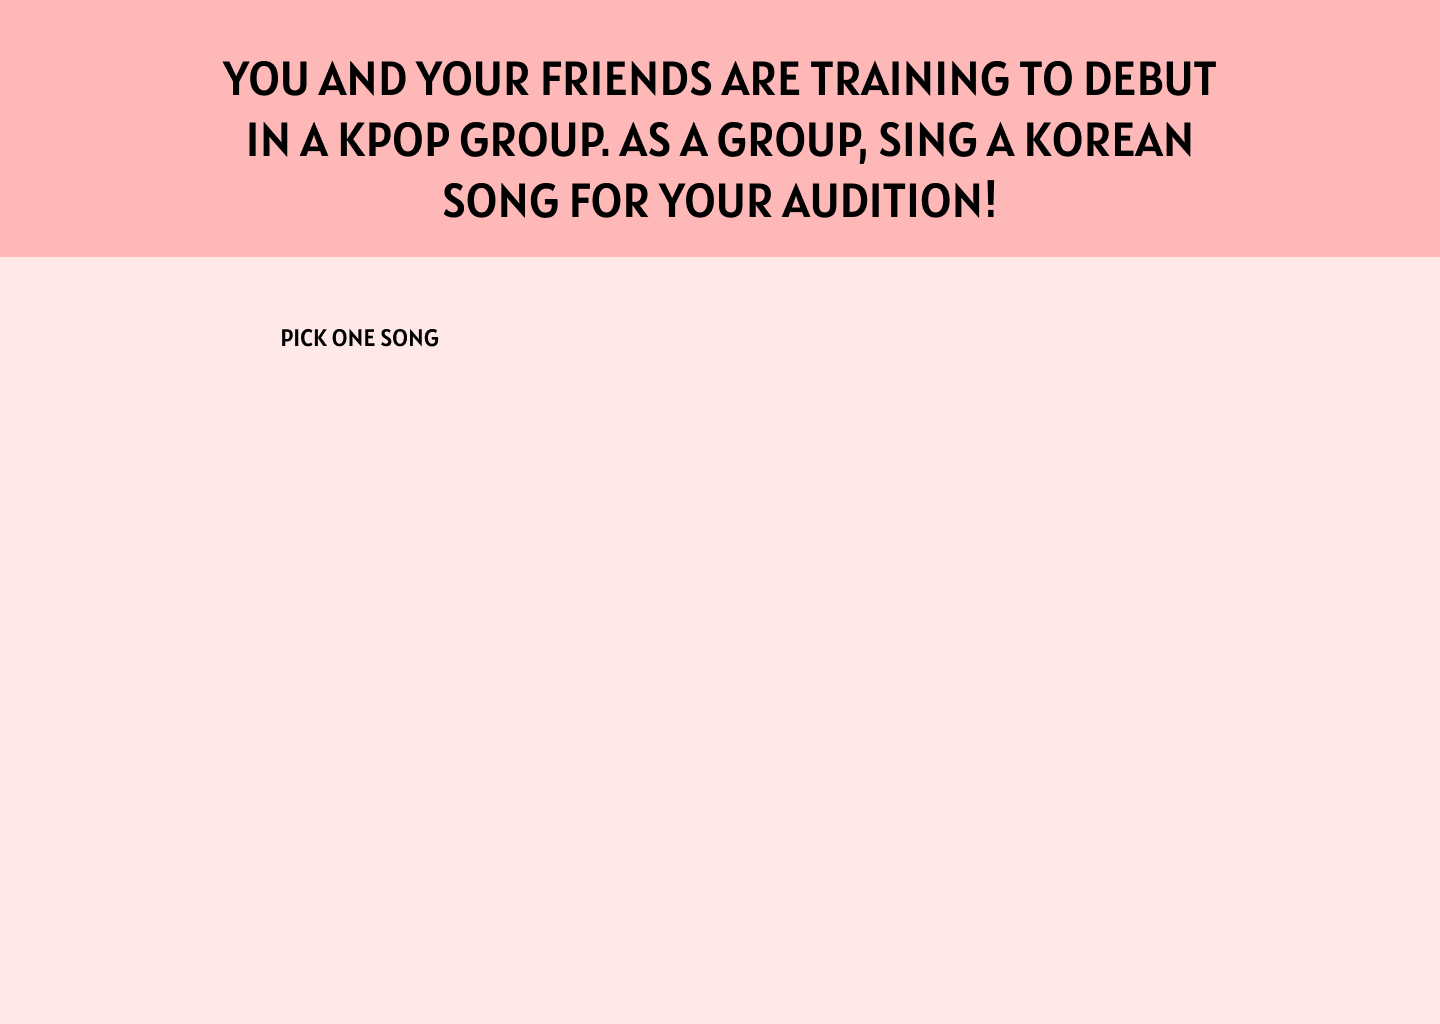 YOU AND YOUR FRIENDS ARE TRAINING TO DEBUT
IN A KPOP GROUP. AS A GROUP, SING A KOREAN
SONG FOR YOUR AUDITION!
PICK ONE SONG